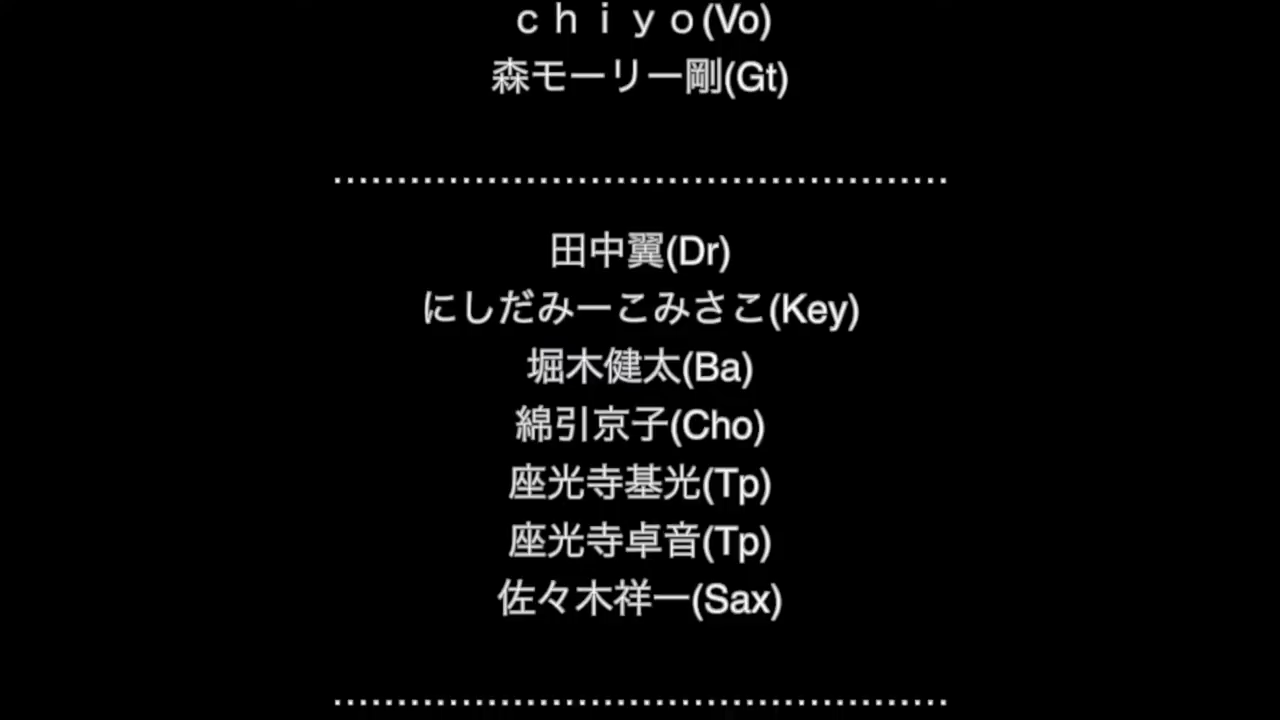 ｃｈｉｙｏ(Vo)
森モーリー剛(Gt)
................................................
田中翼(Dr)
にしだみーこみさこ(Key)
堀木健太(Ba)
綿引京子(Cho)
座光寺基光(Tp)
座光寺卓音(Tp)
佐々木祥一(Sax)
................................................